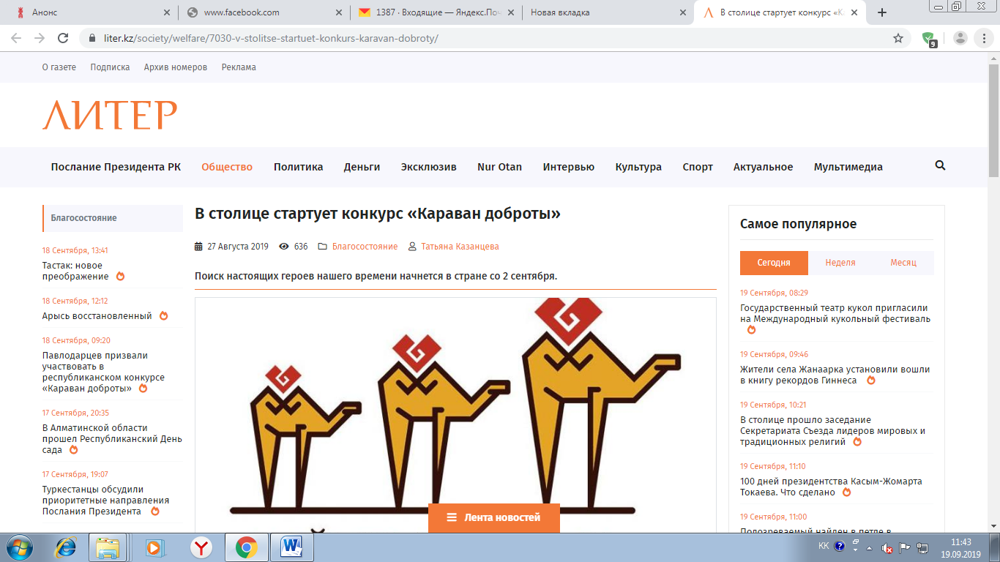 Анонс
www.facebook.com
1387 · Входящие — Яндекс.Поч
Новая вкладка
В столице стартует конкурс «К
liter.kz/society/welfare/7030-v-stolitse-startuet-konkurs-karavan-dobroty/
9
О газете Подписка Архив номеров Реклама
ЛИТЕР
Послание Президента РК Общество Политика Деньги Эксклюзив Nur Otan Интервью Культура Спорт Актуальное Мультимедиа
Благосостояние
18 Сентября, 13:41
Тастак: новое
преображение
18 Сентября, 12:12
Арысь восстановленный
18 Сентября, 09:20
Павлодарцев призвали
участвовать в
республиканском конкурсе
«Караван доброты»
17 Сентября, 20:35
В Алматинской области
прошел Республиканский День
сада
17 Сентября, 19:07
Туркестанцы обсудили
приоритетные направления
Послания Президента
В столице стартует конкурс «Караван доброты»
27 Августа 2019 636 Благосостояние Татьяна Казанцева
Поиск настоящих героев нашего времени начнется в стране со 2 сентября.
Лента новостей
Самое популярное
Сегодня Неделя Месяц
19 Сентября, 08:29
Государственный театр кукол пригласили
на Международный кукольный фестиваль
19 Сентября, 09:46
Жители села Жанаарка установили вошли
в книгу рекордов Гиннеса
19 Сентября, 10:21
В столице прошло заседание
Секретариата Съезда лидеров мировых и
традиционных религий
19 Сентября, 11:10
100 дней президентства Касым-Жомарта
Токаева. Что сделано
19 Сентября, 11:00
Подозреваемый найден в петле в
KK
11:43
19.09.2019